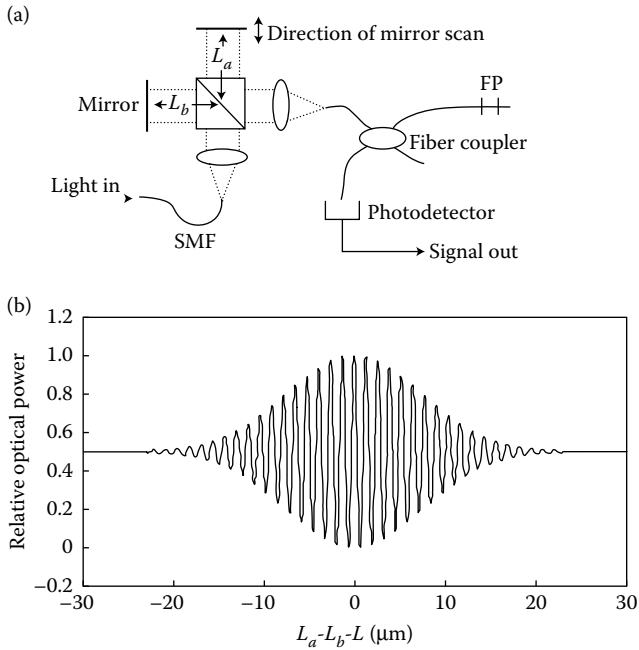 (a)
Direction of mirror scan
L_a
Mirror
L_b
FP
Fiber coupler
Light in
SMF
Photodetector
Signal out
(b)
1.2
1.0
0.8
0.6
0.4
0.2
0
−0.2
Relative optical power
−30
−20
−10
0
10
20
30
L_a-L_b-L (μm)